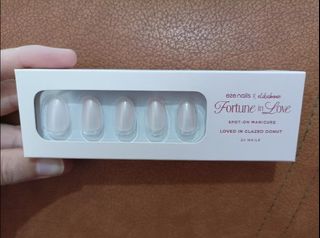 eze nails x
Fortune in Love
SPOT-ON MANICURE
LOVED IN GLAZED DONUT
24 NAILS